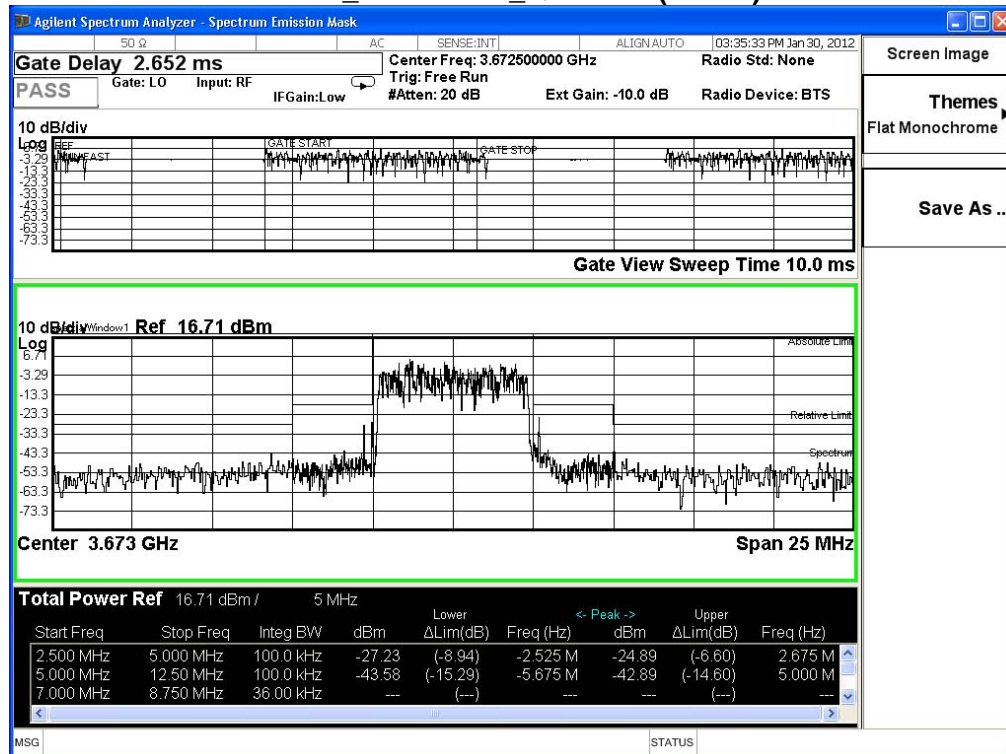 Agilent Spectrum Analyzer - Spectrum Emission Mask
50 Ω AC SENSE:INT ALIGN AUTO 03:35:33 PM Jan 30, 2012
Gate Delay 2.652 ms
Center Freq: 3.672500000 GHz Radio Std: None
Trig: Free Run
PASS Gate: LO Input: RF IFGain:Low #Atten: 20 dB Ext Gain: -10.0 dB Radio Device: BTS
Screen Image
Themes
Flat Monochrome
Save As ...
10 dB/div
Log
REF
GATE START
GATE STOP
-3.29
-13.3
-23.3
-33.3
-43.3
-53.3
-63.3
-73.3
Gate View Sweep Time 10.0 ms
10 dB/div Window1 Ref 16.71 dBm
Log
Absolute Limit
6.71
-3.29
-13.3
-23.3
Relative Limit
-33.3
-43.3
Spectrum
-53.3
-63.3
-73.3
Center 3.673 GHz Span 25 MHz
Total Power Ref 16.71 dBm / 5 MHz
Lower <- Peak -> Upper
Start Freq Stop Freq Integ BW dBm ΔLim(dB) Freq (Hz) dBm ΔLim(dB) Freq (Hz)
2.500 MHz 5.000 MHz 100.0 kHz -27.23 (-8.94) -2.525 M -24.89 (-6.60) 2.675 M
5.000 MHz 12.50 MHz 100.0 kHz -43.58 (-15.29) -5.675 M -42.89 (-14.60) 5.000 M
7.000 MHz 8.750 MHz 36.00 kHz --- (---) --- --- (---) ---
MSG STATUS